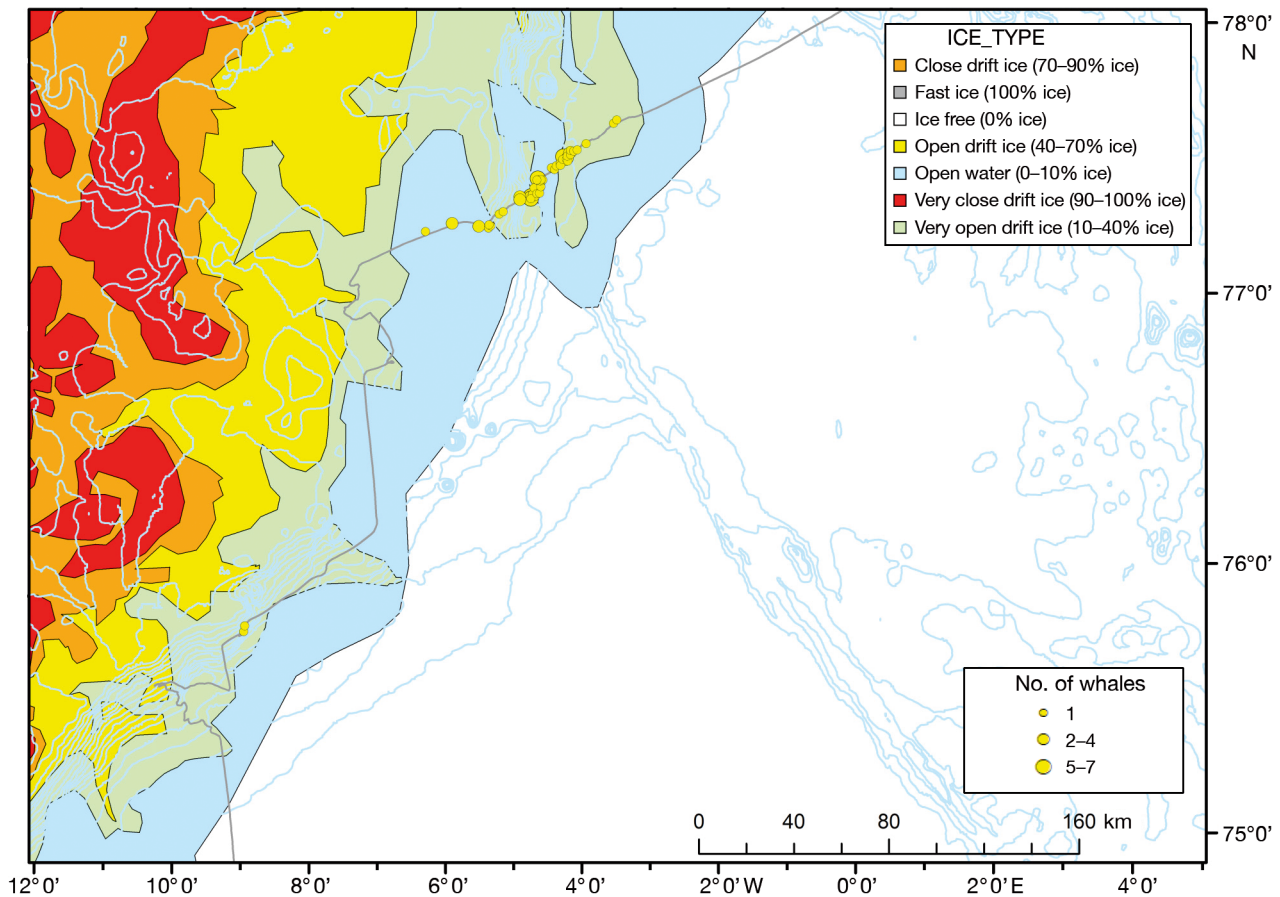 78°0′
N
ICE_TYPE
Close drift ice (70–90% ice)
Fast ice (100% ice)
Ice free (0% ice)
Open drift ice (40–70% ice)
Open water (0–10% ice)
Very close drift ice (90–100% ice)
Very open drift ice (10–40% ice)
77°0′
76°0′
No. of whales
1
2–4
5–7
0 40 80 160 km
75°0′
12°0′ 10°0′ 8°0′ 6°0′ 4°0′ 2°0′W 0°0′ 2°0′E 4°0′